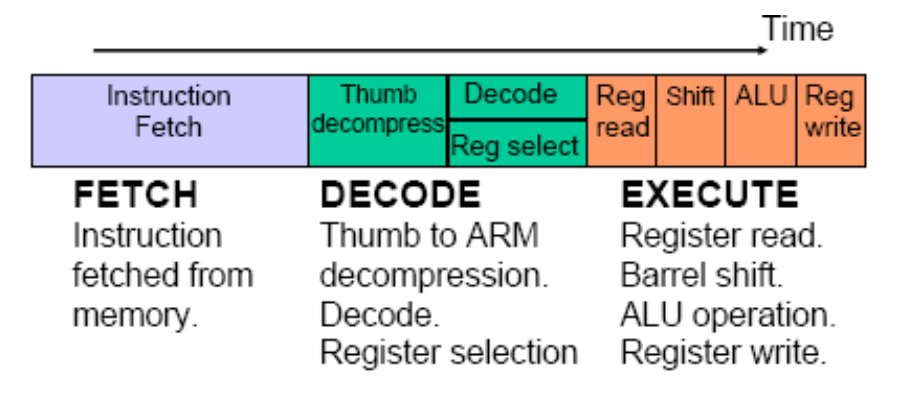 Time
Instruction
Fetch
Thumb
decompress
Decode
Reg select
Reg
read
Shift
ALU
Reg
write
FETCH
Instruction
fetched from
memory.
DECODE
Thumb to ARM
decompression.
Decode.
Register selection
EXECUTE
Register read.
Barrel shift.
ALU operation.
Register write.